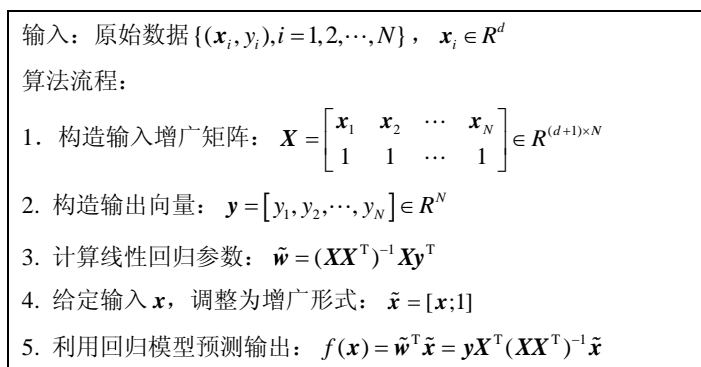 输入：原始数据 {(x_i, y_i), i = 1, 2, ⋯, N}，x_i ∈ R^d
算法流程：
1．构造输入增广矩阵：X = [x_1 x_2 ⋯ x_N; 1 1 ⋯ 1] ∈ R^{(d+1)×N}
2. 构造输出向量：y = [y_1, y_2, ⋯, y_N] ∈ R^N
3. 计算线性回归参数：w̃ = (XX^T)^{-1} Xy^T
4. 给定输入 x，调整为增广形式：x̃ = [x;1]
5. 利用回归模型预测输出：f(x) = w̃^T x̃ = yX^T (XX^T)^{-1} x̃